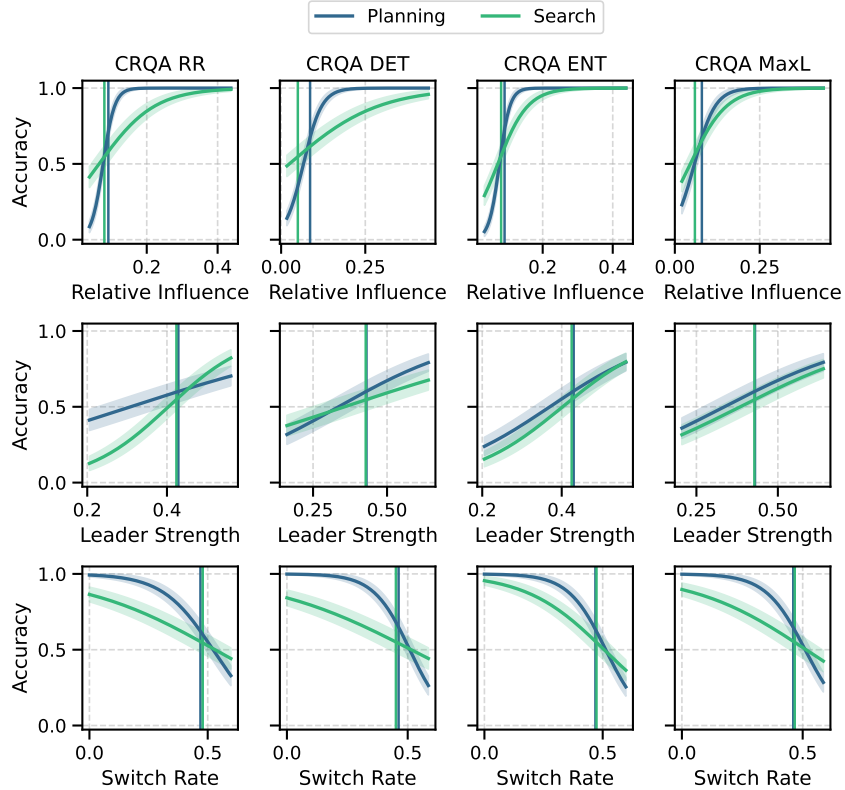 Planning Search
CRQA RR CRQA DET CRQA ENT CRQA MaxL
Accuracy
1.0
0.5
0.0
0.2 0.4 0.00 0.25 0.2 0.4 0.00 0.25
Relative Influence Relative Influence Relative Influence Relative Influence
Accuracy
1.0
0.5
0.0
0.2 0.4 0.25 0.50 0.2 0.4 0.25 0.50
Leader Strength Leader Strength Leader Strength Leader Strength
Accuracy
1.0
0.5
0.0
0.0 0.5 0.0 0.5 0.0 0.5 0.0 0.5
Switch Rate Switch Rate Switch Rate Switch Rate